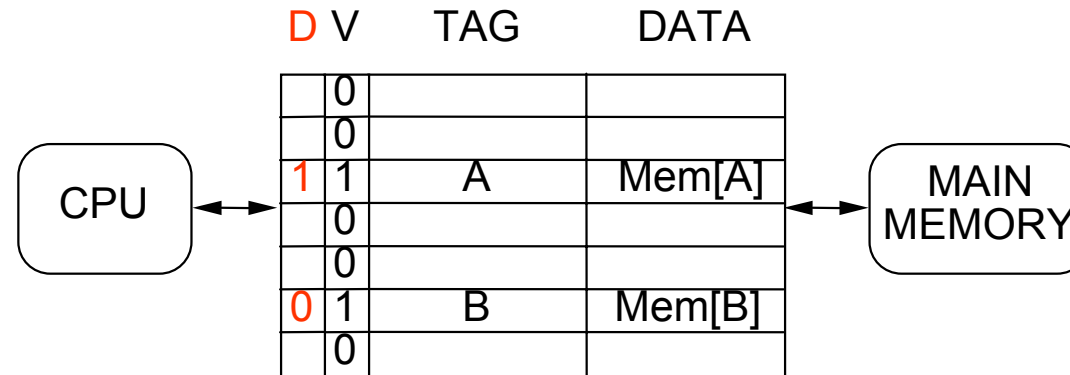 D V TAG DATA
0
0
1 1 A Mem[A]
0
0
0 1 B Mem[B]
0
CPU
MAIN
MEMORY